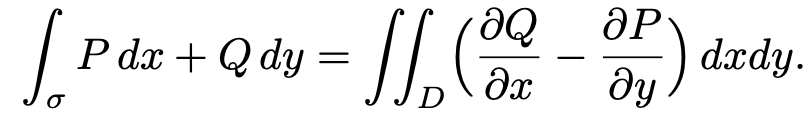 ∫_σ P dx + Q dy = ∬_D (∂Q/∂x − ∂P/∂y) dxdy.